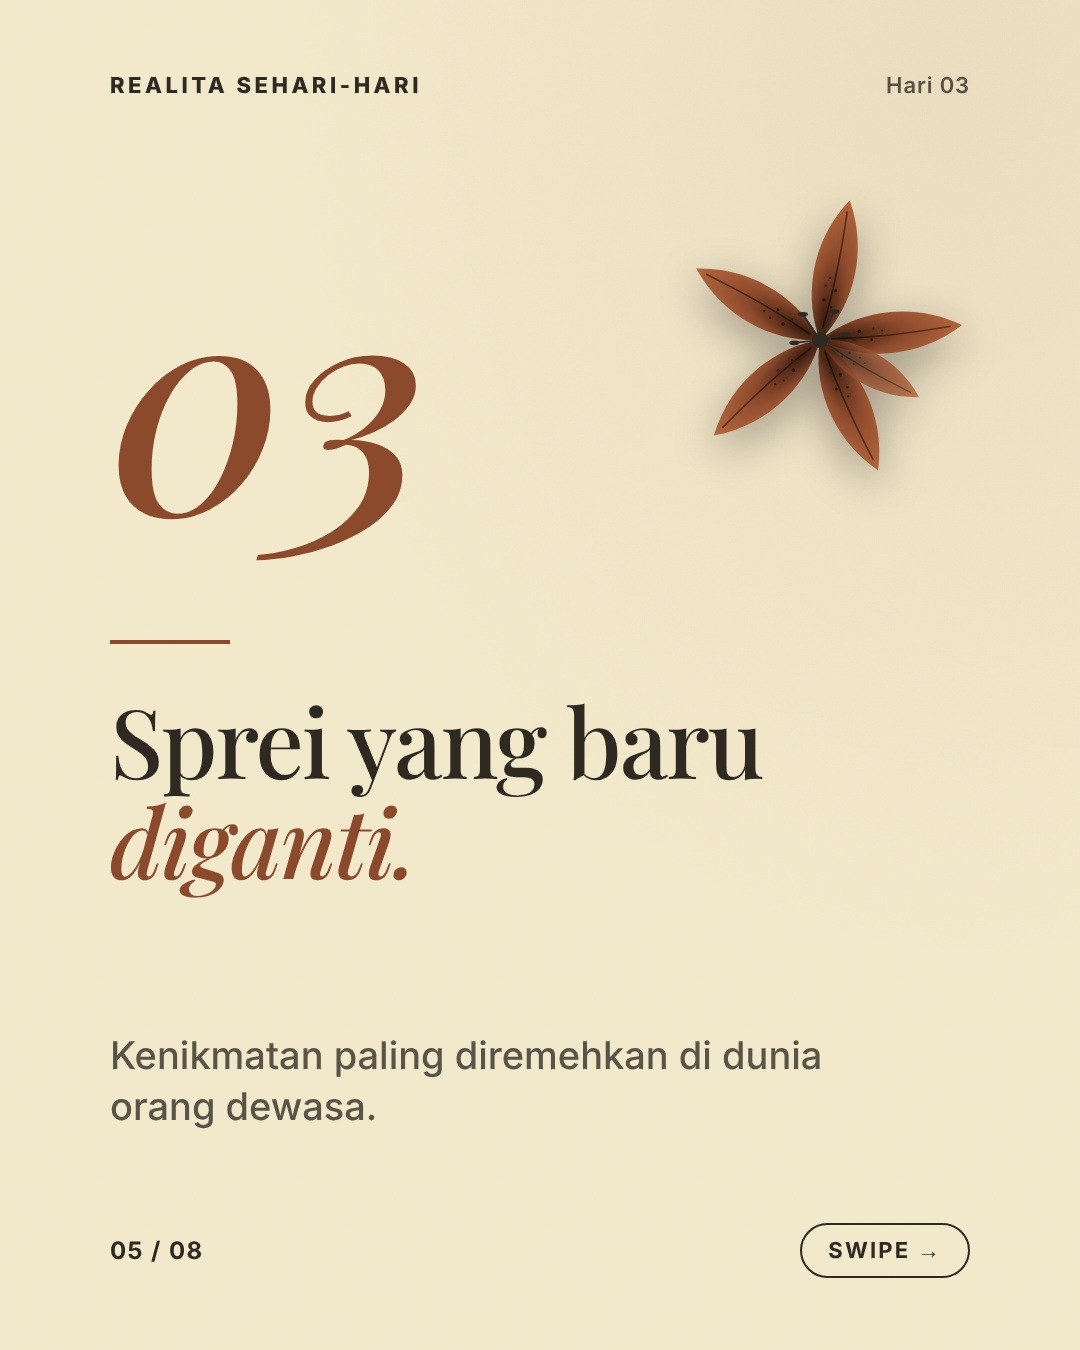 REALITA SEHARI-HARI
Hari 03
03
Sprei yang baru
diganti.
Kenikmatan paling diremehkan di dunia
orang dewasa.
05 / 08
SWIPE →